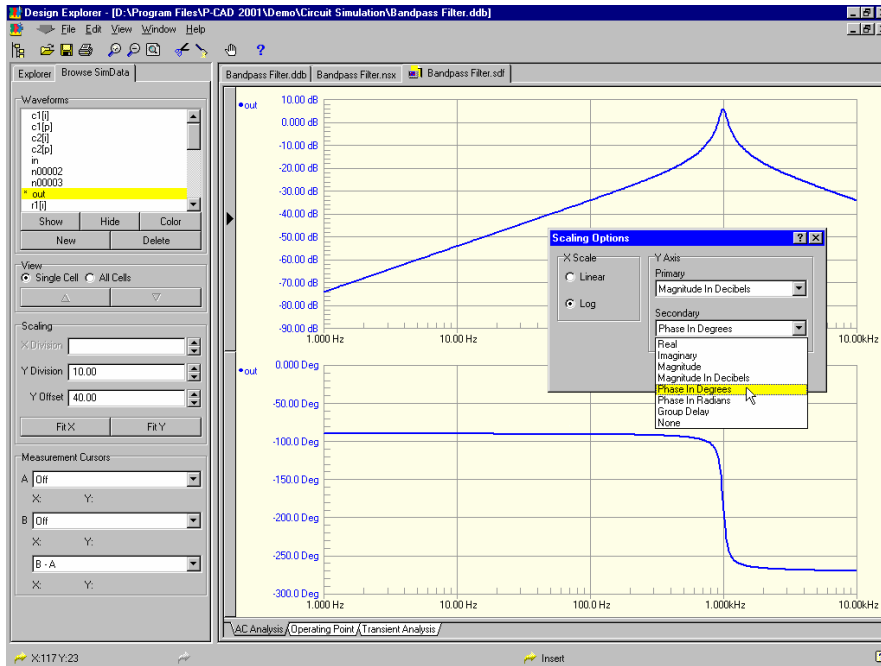 Design Explorer - [D:\Program Files\P-CAD 2001\Demo\Circuit Simulation\Bandpass Filter.ddb]
File Edit View Window Help
Explorer Browse SimData
Bandpass Filter.ddb Bandpass Filter.nsx Bandpass Filter.sdf
Waveforms
c1[i]
c1[p]
c2[i]
c2[p]
in
n00002
n00003
* out
r1[i]
Show Hide Color
New Delete
View
Single Cell All Cells
Scaling
X Division
Y Division 10.00
Y Offset 40.00
Fit X Fit Y
Measurement Cursors
A Off
X: Y:
B Off
X: Y:
B - A
X: Y:
out
10.00 dB
0.000 dB
-10.00 dB
-20.00 dB
-30.00 dB
-40.00 dB
-50.00 dB
-60.00 dB
-70.00 dB
-80.00 dB
-90.00 dB
1.000 Hz 10.00 Hz 10.00kHz
Scaling Options
X Scale
Linear
Log
Y Axis
Primary
Magnitude In Decibels
Secondary
Phase In Degrees
Real
Imaginary
Magnitude
Magnitude In Decibels
Phase In Degrees
Phase In Radians
Group Delay
None
out
0.000 Deg
-50.00 Deg
-100.0 Deg
-150.0 Deg
-200.0 Deg
-250.0 Deg
-300.0 Deg
1.000 Hz 10.00 Hz 100.0 Hz 1.000kHz 10.00kHz
AC Analysis Operating Point Transient Analysis
X:117 Y:23 Insert